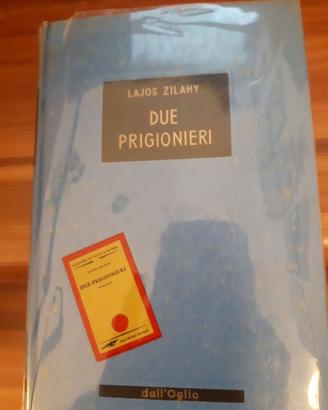 LAJOS ZILAHY
DUE
PRIGIONIERI
DUE PRIGIONIERI
dall'Oglio